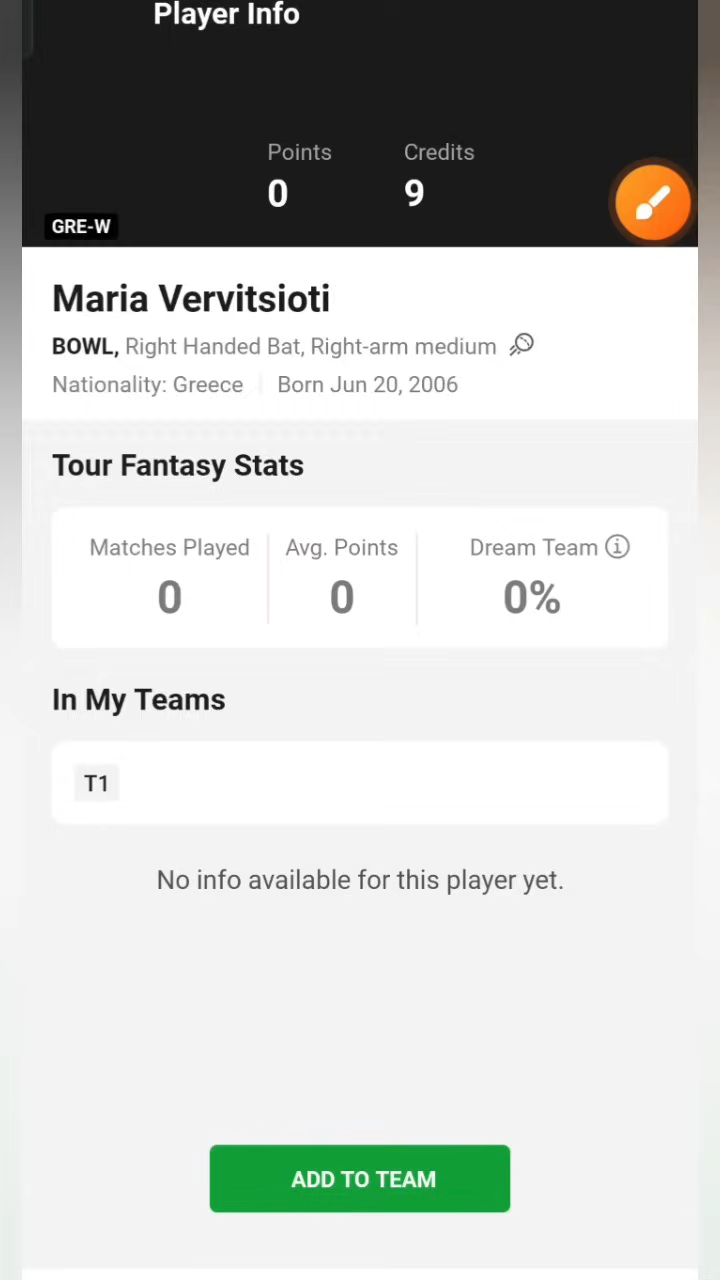 Player Info
Points Credits
0 9
GRE-W
Maria Vervitsioti
BOWL, Right Handed Bat, Right-arm medium
Nationality: Greece Born Jun 20, 2006
Tour Fantasy Stats
Matches Played Avg. Points Dream Team
0 0 0%
In My Teams
T1
No info available for this player yet.
ADD TO TEAM